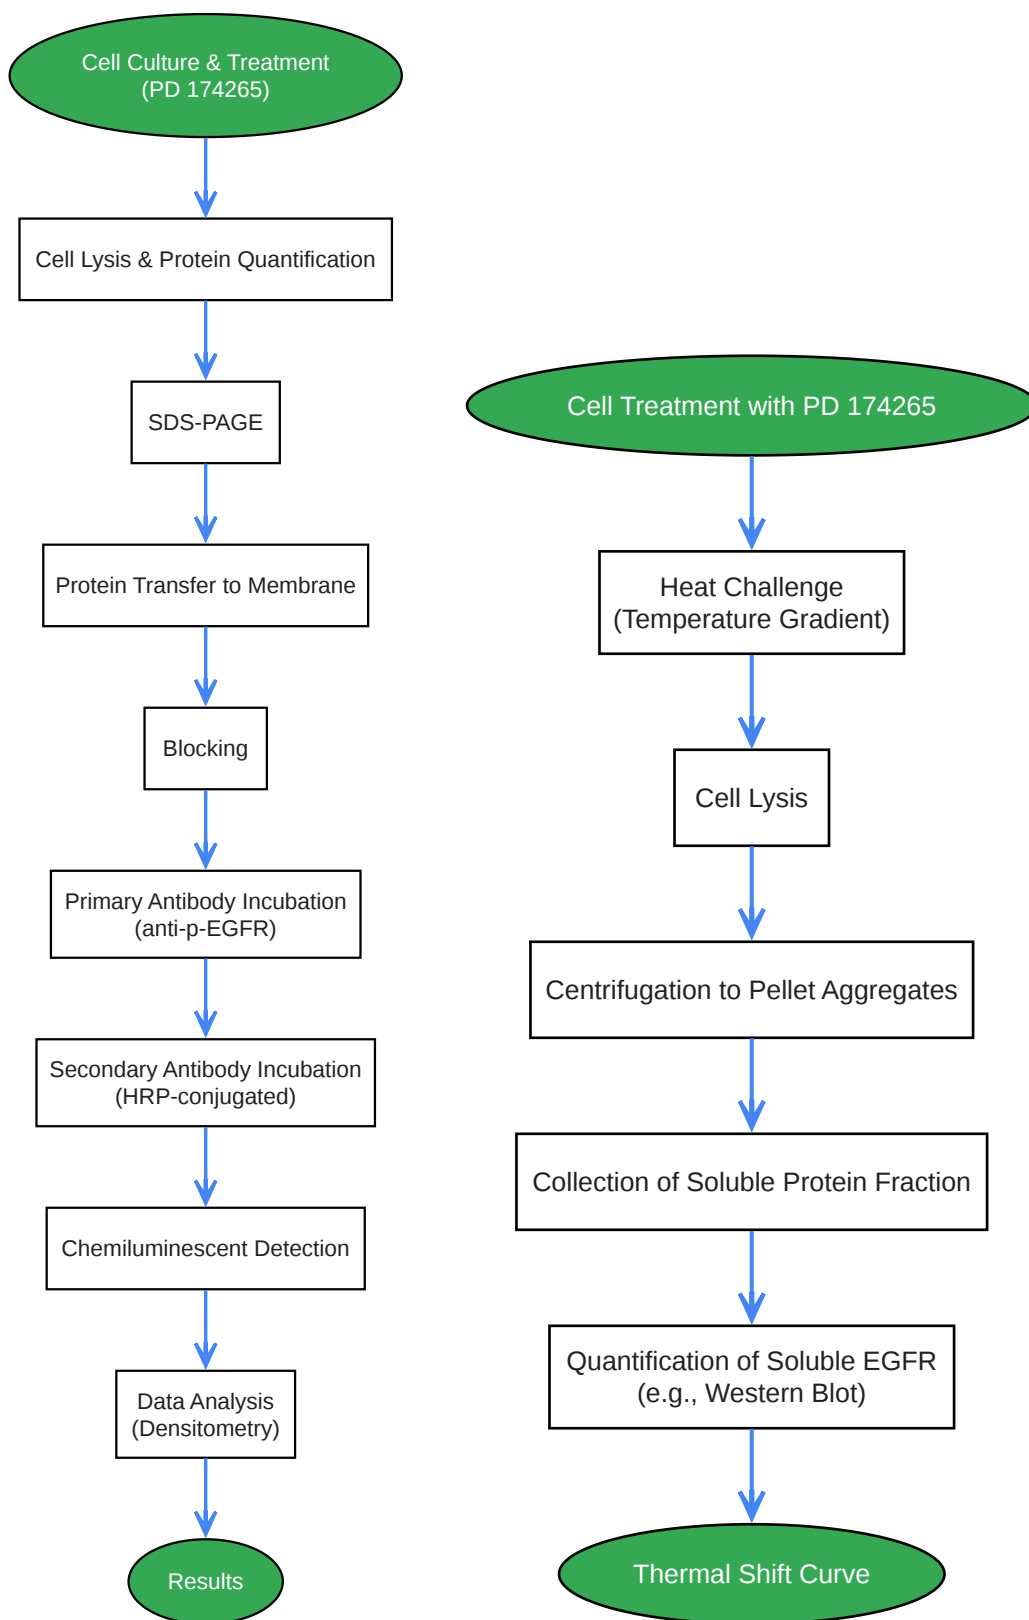 Cell Culture & Treatment
(PD 174265)
Cell Lysis & Protein Quantification
SDS-PAGE
Protein Transfer to Membrane
Blocking
Primary Antibody Incubation
(anti-p-EGFR)
Secondary Antibody Incubation
(HRP-conjugated)
Chemiluminescent Detection
Data Analysis
(Densitometry)
Results
Cell Treatment with PD 174265
Heat Challenge
(Temperature Gradient)
Cell Lysis
Centrifugation to Pellet Aggregates
Collection of Soluble Protein Fraction
Quantification of Soluble EGFR
(e.g., Western Blot)
Thermal Shift Curve